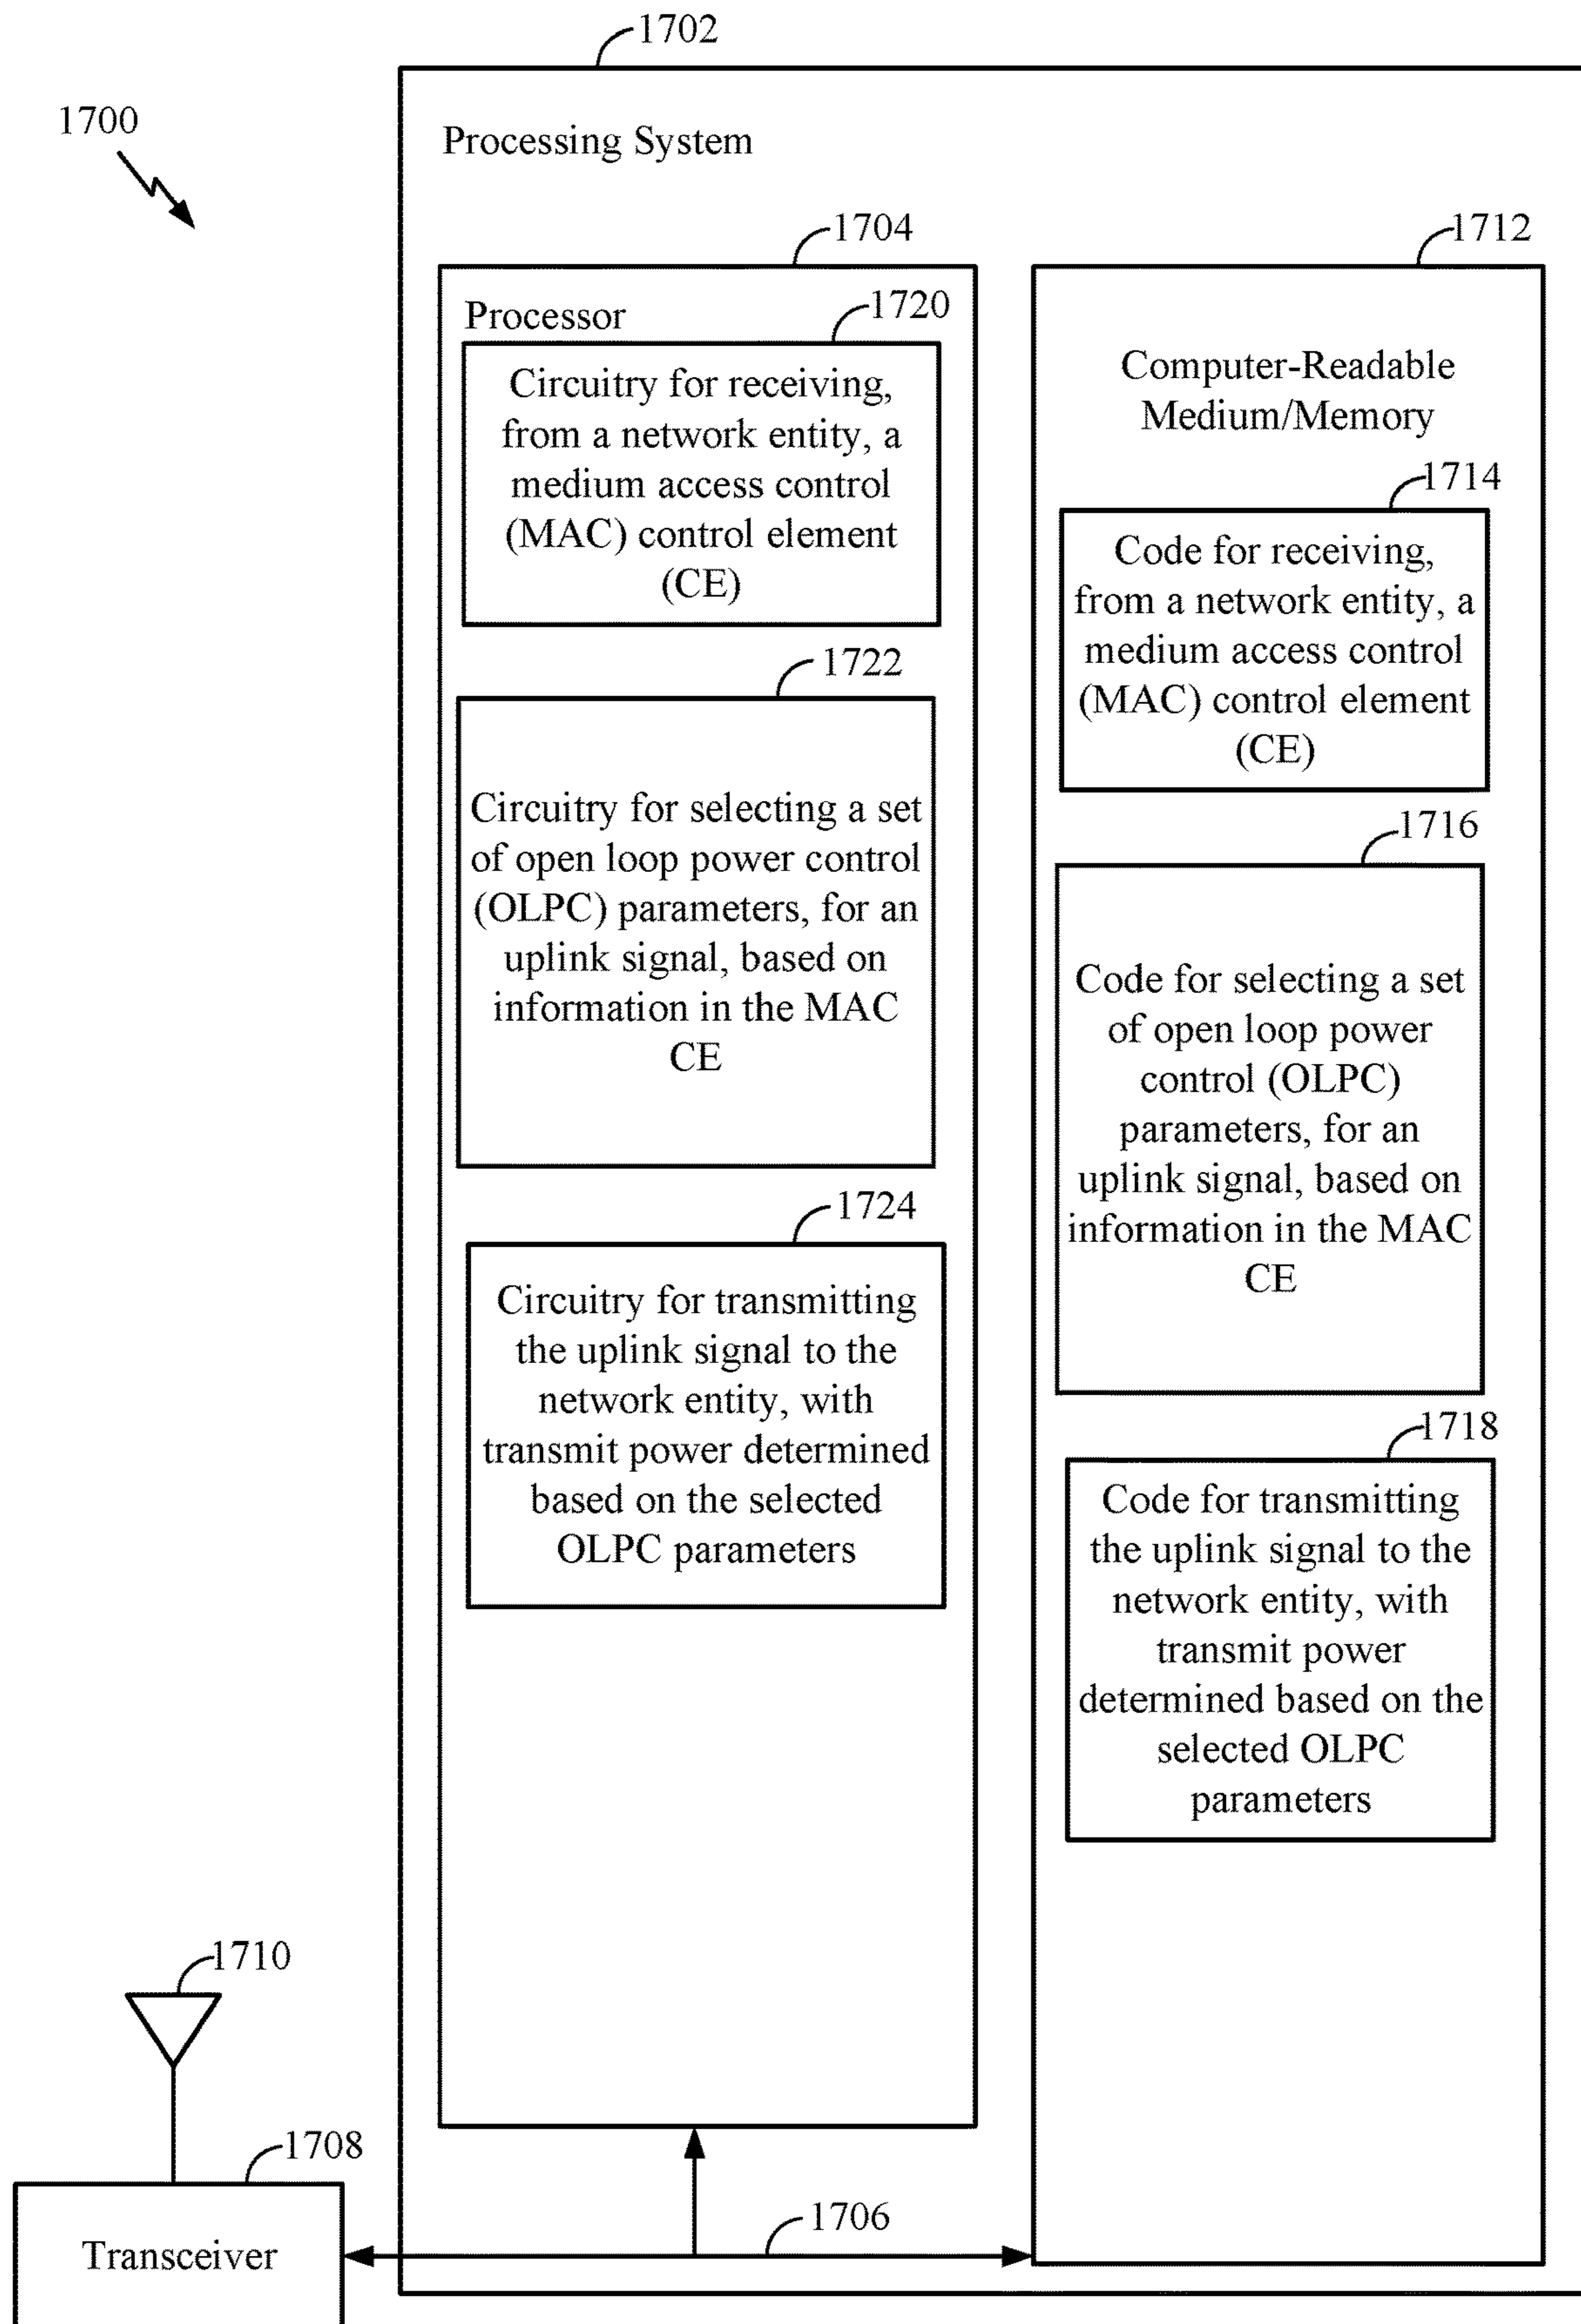 1702
1700
Processing System
1704
1712
Processor
1720
Circuitry for receiving,
from a network entity, a
medium access control
(MAC) control element
(CE)
1722
Circuitry for selecting a set
of open loop power control
(OLPC) parameters, for an
uplink signal, based on
information in the MAC
CE
1724
Circuitry for transmitting
the uplink signal to the
network entity, with
transmit power determined
based on the selected
OLPC parameters
Computer-Readable
Medium/Memory
1714
Code for receiving,
from a network entity, a
medium access control
(MAC) control element
(CE)
1716
Code for selecting a set
of open loop power
control (OLPC)
parameters, for an
uplink signal, based on
information in the MAC
CE
1718
Code for transmitting
the uplink signal to the
network entity, with
transmit power
determined based on the
selected OLPC
parameters
1710
1708
Transceiver
1706